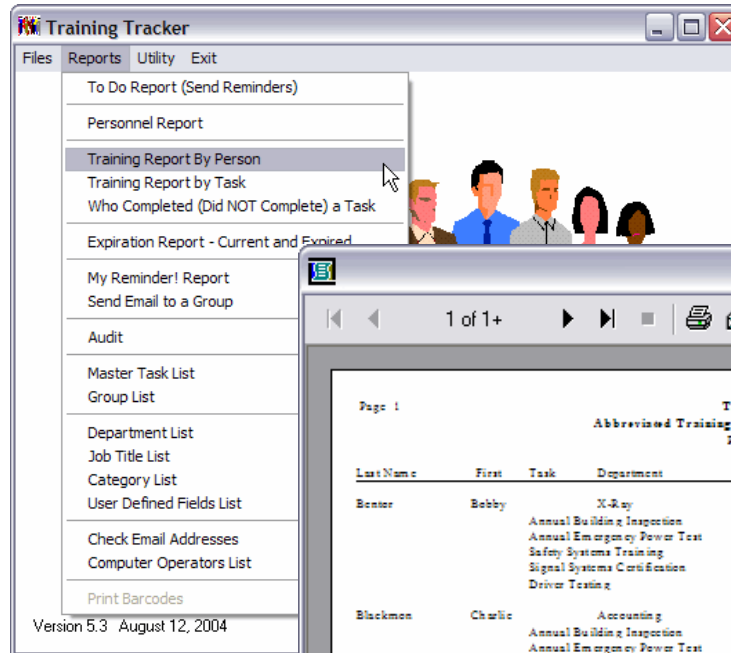 Training Tracker
Files Reports Utility Exit
To Do Report (Send Reminders)
Personnel Report
Training Report By Person
Training Report by Task
Who Completed (Did NOT Complete) a Task
Expiration Report - Current and Expired
My Reminder! Report
Send Email to a Group
Audit
Master Task List
Group List
Department List
Job Title List
Category List
User Defined Fields List
Check Email Addresses
Computer Operators List
Print Barcodes
Version 5.3 August 12, 2004
1 of 1+
Page 1
Abbreviated Training
Last Name First Task Department
Benter Bobby X-Ray
Annual Building Inspection
Annual Emergency Power Test
Safety Systems Training
Signal Systems Certification
Driver Testing
Blackmon Charlie Accounting
Annual Building Inspection
Annual Emergency Power Test